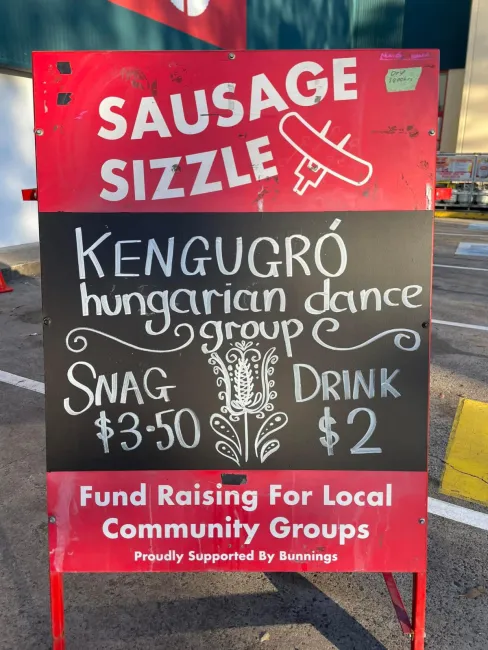 SAUSAGE
SIZZLE
KENGUGRÓ
hungarian dance
group
SNAG
$3.50
DRINK
$2
Fund Raising For Local
Community Groups
Proudly Supported By Bunnings